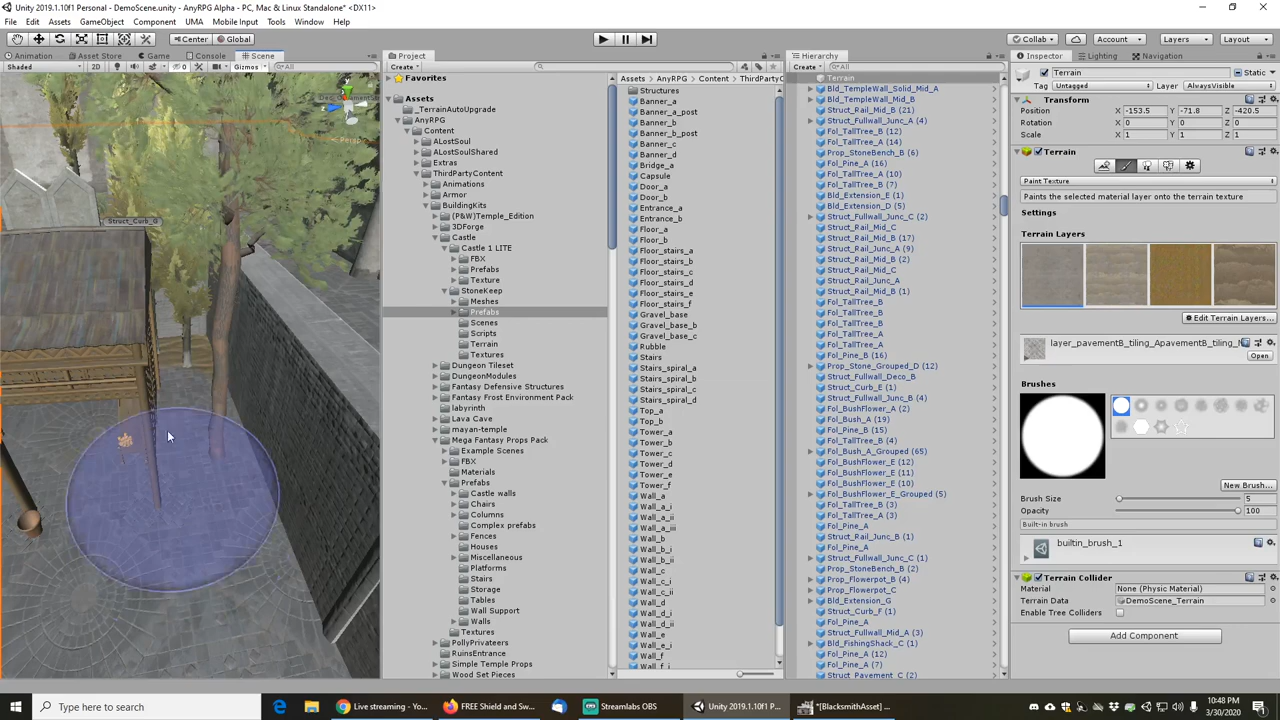 Unity 2019.1.10f1 Personal - DemoScene.unity - AnyRPG Alpha - PC, Mac & Linux Standalone* <DX11>
File Edit Assets GameObject Component UMA Mobile Input Tools Window Help
Center Global Collab Account Layers Layout
Animation Asset Store Game Console Scene
Shaded 2D 0 Gizmos All
Persp
Struct_Curb_G
Project
Create
Favorites
Assets
_TerrainAutoUpgrade
AnyRPG
Content
ALostSoul
ALostSoulShared
Extras
ThirdPartyContent
Animations
Armor
BuildingKits
(P&W)Temple_Edition
3DForge
Castle
Castle 1 LITE
FBX
Prefabs
Texture
StoneKeep
Meshes
Prefabs
Scenes
Scripts
Terrain
Textures
Dungeon Tileset
DungeonModules
Fantasy Defensive Structures
Fantasy Frost Environment Pack
labyrinth
Lava Cave
mayan-temple
Mega Fantasy Props Pack
Example Scenes
FBX
Materials
Prefabs
Castle walls
Chairs
Columns
Complex prefabs
Fences
Houses
Miscellaneous
Platforms
Stairs
Storage
Tables
Wall Support
Walls
Textures
PollyPrivateers
RuinsEntrance
Simple Temple Props
Wood Set Pieces
Assets AnyRPG Content ThirdPartyC
Structures
Banner_a
Banner_a_post
Banner_b
Banner_b_post
Banner_c
Banner_d
Bridge_a
Capsule
Door_a
Door_b
Entrance_a
Entrance_b
Floor_a
Floor_b
Floor_stairs_a
Floor_stairs_b
Floor_stairs_c
Floor_stairs_d
Floor_stairs_e
Floor_stairs_f
Gravel_base
Gravel_base_b
Gravel_base_c
Rubble
Stairs
Stairs_spiral_a
Stairs_spiral_b
Stairs_spiral_c
Stairs_spiral_d
Top_a
Top_b
Tower_a
Tower_b
Tower_c
Tower_d
Tower_e
Tower_f
Wall_a
Wall_a_i
Wall_a_ii
Wall_a_iii
Wall_b
Wall_b_i
Wall_b_ii
Wall_c
Wall_c_i
Wall_c_ii
Wall_d
Wall_d_i
Wall_d_ii
Wall_e
Wall_e_i
Wall_f
Wall_f_i
Hierarchy
Create All
Terrain
Bld_TempleWall_Solid_Mid_A
Bld_TempleWall_Mid_B
Struct_Rail_Mid_B (21)
Struct_Fullwall_Junc_A (4)
Fol_TallTree_B (12)
Fol_TallTree_A (14)
Prop_StoneBench_B (6)
Fol_Pine_A (16)
Fol_TallTree_A (10)
Fol_TallTree_B (7)
Bld_Extension_E (1)
Bld_Extension_D (5)
Struct_Fullwall_Junc_C (2)
Struct_Rail_Mid_C
Struct_Rail_Mid_B (17)
Struct_Rail_Junc_A (9)
Struct_Rail_Mid_B (2)
Struct_Rail_Mid_C
Struct_Rail_Junc_A
Struct_Rail_Mid_B (1)
Fol_TallTree_B
Fol_TallTree_B
Fol_TallTree_B
Fol_TallTree_A
Fol_TallTree_A
Fol_Pine_B (16)
Prop_Stone_Grouped_D (12)
Struct_Fullwall_Deco_B
Struct_Curb_E (1)
Struct_Fullwall_Junc_B (4)
Fol_BushFlower_A (2)
Fol_Bush_A (19)
Fol_Pine_B (15)
Fol_TallTree_B (4)
Fol_Bush_A_Grouped (65)
Fol_BushFlower_E (12)
Fol_BushFlower_E (11)
Fol_BushFlower_E (10)
Fol_BushFlower_E_Grouped (5)
Fol_TallTree_B (3)
Fol_TallTree_A (3)
Fol_Pine_A
Struct_Rail_Junc_B (1)
Fol_Pine_A
Struct_Fullwall_Junc_C (1)
Prop_StoneBench_B (2)
Prop_Flowerpot_B (4)
Prop_Flowerpot_C
Bld_Extension_G
Struct_Curb_F (1)
Fol_Pine_A
Struct_Fullwall_Mid_A (3)
Bld_FishingShack_C (1)
Fol_Pine_A (12)
Fol_Pine_A (7)
Struct_Pavement_C (2)
Inspector Lighting Navigation
Terrain Static
Tag Untagged Layer AlwaysVisible
Transform
Position X -153.5 Y -71.8 Z -420.5
Rotation X 0 Y 0 Z 0
Scale X 1 Y 1 Z 1
Terrain
Paint Texture
Paints the selected material layer onto the terrain texture
Settings
Terrain Layers
Edit Terrain Layers...
layer_pavementB_tiling_ApavementB_tiling_N
Open
Brushes
New Brush...
Brush Size 5
Opacity 100
Built-in brush
builtin_brush_1
Terrain Collider
Material None (Physic Material)
Terrain Data DemoScene_Terrain
Enable Tree Colliders
Add Component
Type here to search
Live streaming -...
FREE Shield and Sw...
Streamlabs OBS
Unity 2019.1.10f1 P...
*[BlacksmithAsset] ...
10:48 PM
3/30/2020